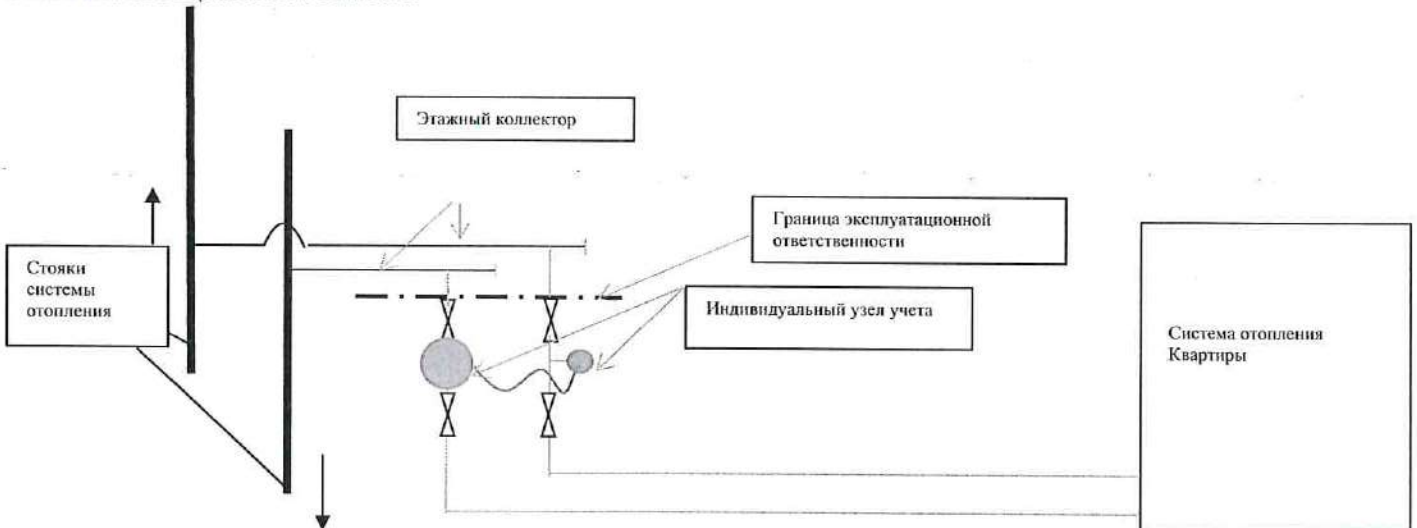 Этажный коллектор
Граница эксплуатационной
ответственности
Стояки
системы
отопления
Индивидуальный узел учета
Система отопления
Квартиры